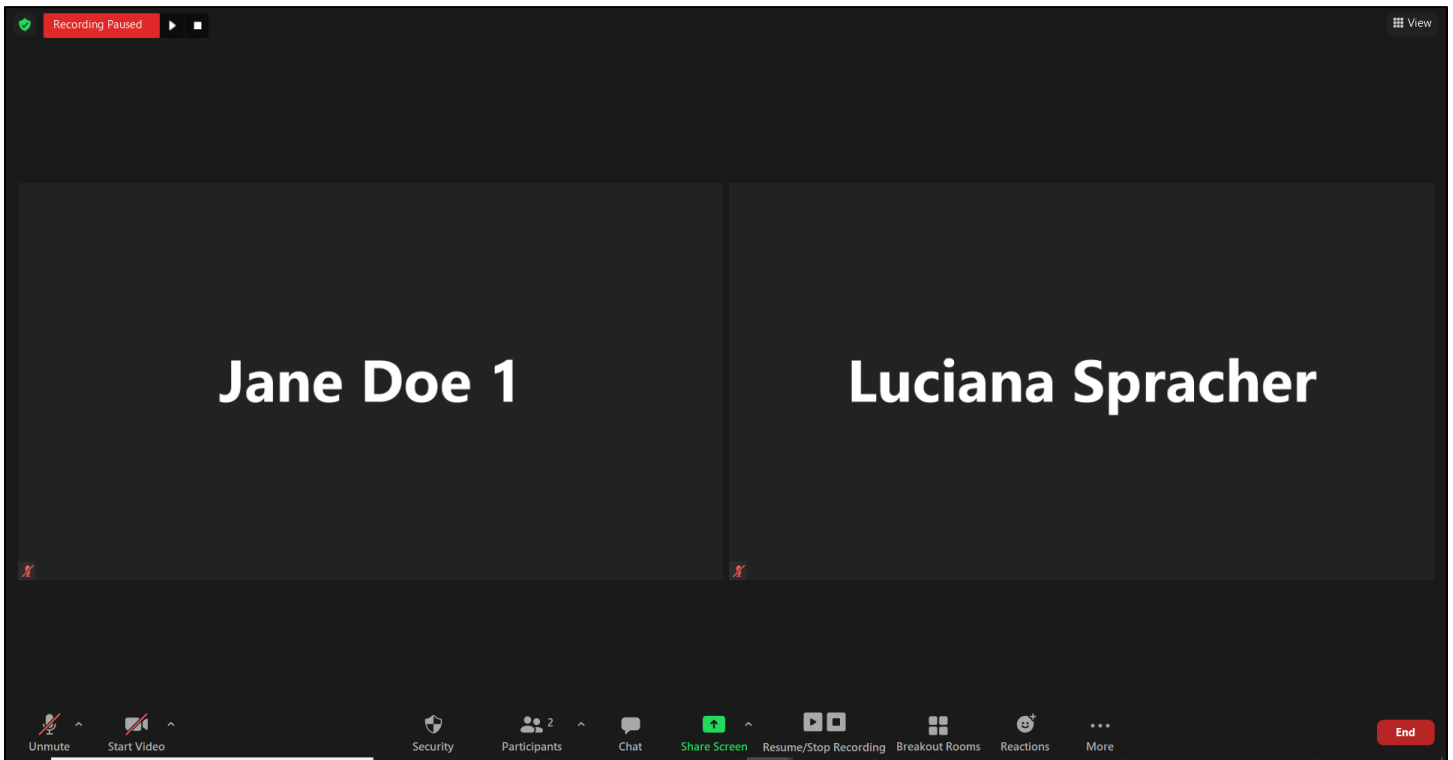 Recording Paused
View
Jane Doe 1
Luciana Spracher
2
Unmute
Start Video
Security
Participants
Chat
Share Screen
Resume/Stop Recording
Breakout Rooms
Reactions
More
End